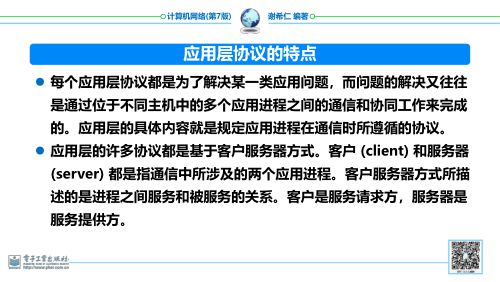 计算机网络(第7版) 谢希仁 编著
应用层协议的特点
● 每个应用层协议都是为了解决某一类应用问题，而问题的解决又往往
是通过位于不同主机中的多个应用进程之间的通信和协同工作来完成
的。应用层的具体内容就是规定应用进程在通信时所遵循的协议。
● 应用层的许多协议都是基于客户服务器方式。客户 (client) 和服务器
(server) 都是指通信中所涉及的两个应用进程。客户服务器方式所描
述的是进程之间服务和被服务的关系。客户是服务请求方，服务器是
服务提供方。
电子工业出版社
http://www.phei.com.cn